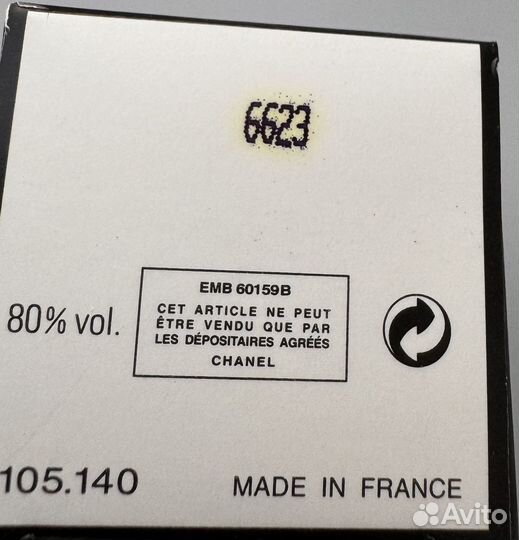 6623
EMB 60159B
CET ARTICLE NE PEUT
ÊTRE VENDU QUE PAR
LES DÉPOSITAIRES AGRÉÉS
CHANEL
80% vol.
105.140
MADE IN FRANCE
Avito